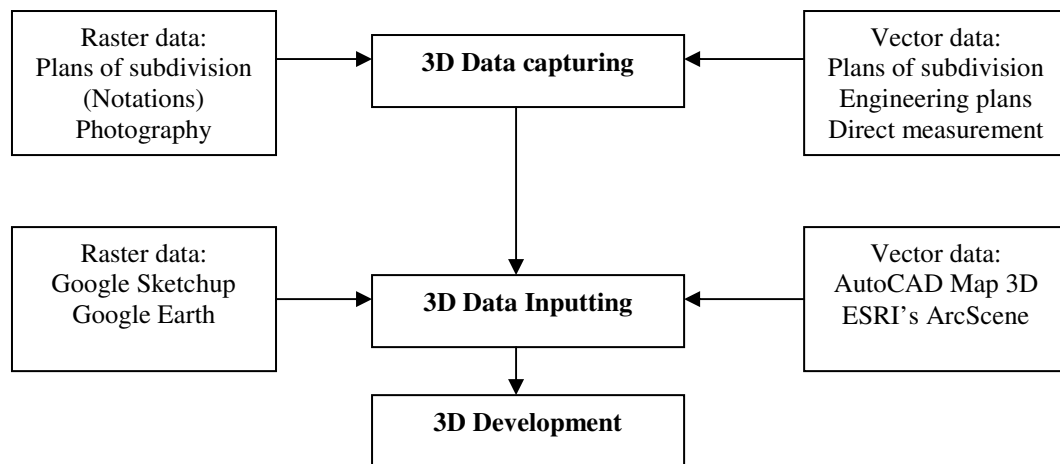 Raster data:
Plans of subdivision
(Notations)
Photography
3D Data capturing
Vector data:
Plans of subdivision
Engineering plans
Direct measurement
Raster data:
Google Sketchup
Google Earth
3D Data Inputting
Vector data:
AutoCAD Map 3D
ESRI's ArcScene
3D Development